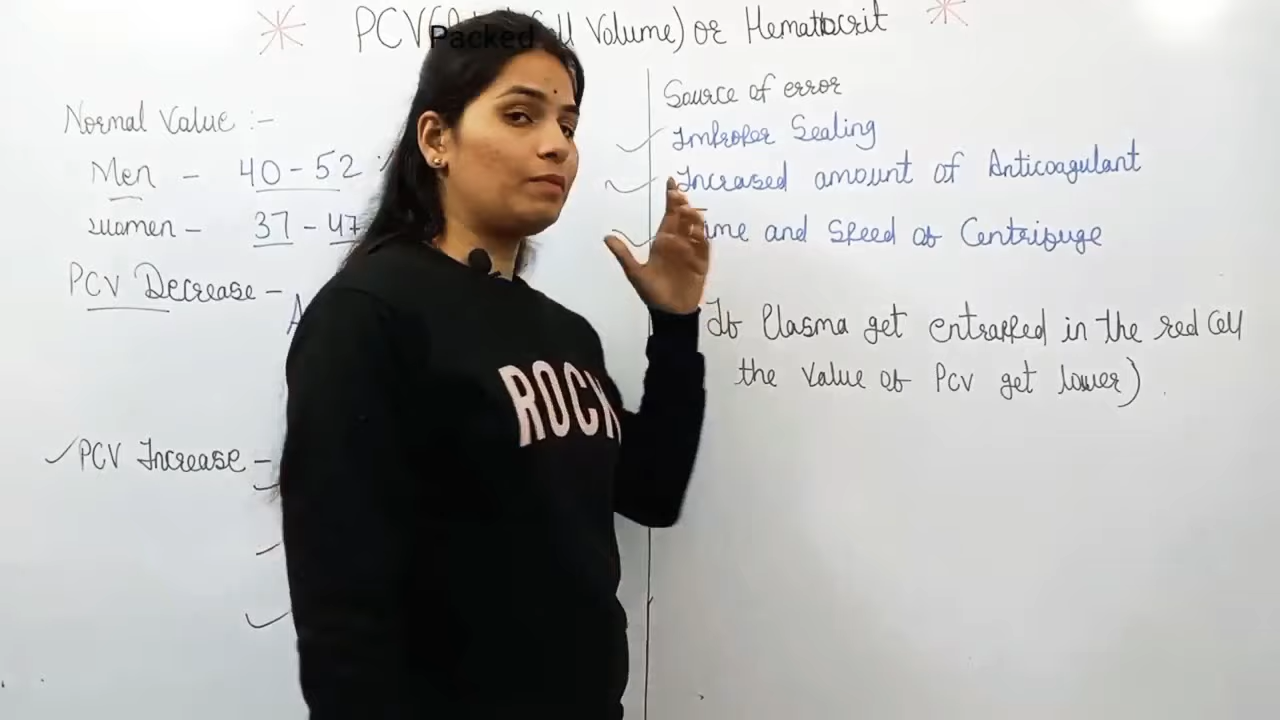 PCV(Packed Cell Volume) or Hematocrit
Normal Value :-
Men - 40 - 52 %
Women - 37 - 47
PCV Decrease -
A
PCV Increase -
Source of error
Improper Sealing
Increased amount of Anticoagulant
Time and Speed of Centrifuge
If Plasma get entrapped in the red Cell
the Value of PCV get lower)
ROCK